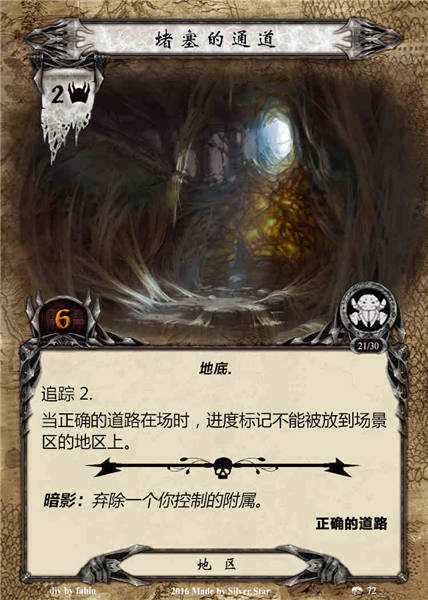 堵塞的通道
2
6
21/30
地底.
追踪 2.
当正确的道路在场时，进度标记不能被放到场景
区的地区上。
暗影：弃除一个你控制的附属。
正确的道路
地区
diy by fabio
2016 Made by Silver.Star
72